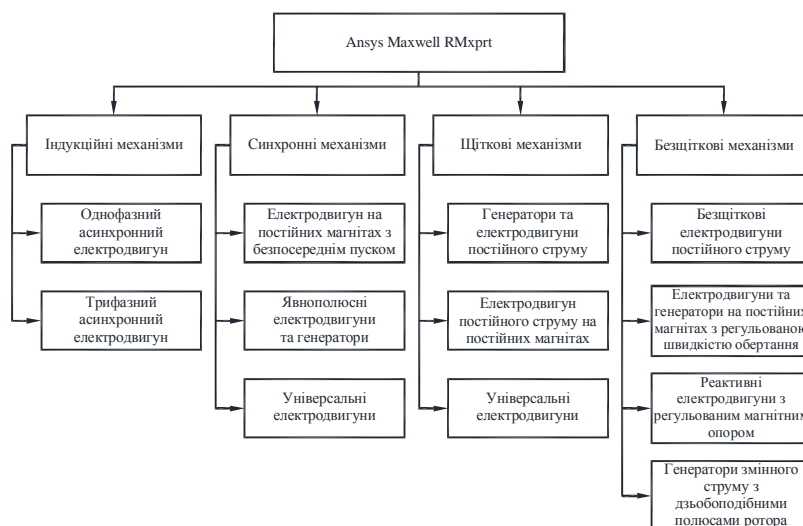 Ansys Maxwell RMxprt
Індукційні механізми
Синхронні механізми
Щіткові механізми
Безщіткові механізми
Однофазний
асинхронний
електродвигун
Трифазний
асинхронний
електродвигун
Електродвигун на
постійних магнітах з
безпосереднім пуском
Явнополюсні
електродвигуни
та генератори
Універсальні
електродвигуни
Генератори та
електродвигуни
постійного струму
Електродвигун
постійного струму на
постійних магнітах
Універсальні
електродвигуни
Безщіткові
електродвигуни
постійного струму
Електродвигуни та
генератори на постійних
магнітах з регульованою
швидкістю обертання
Реактивні
електродвигуни з
регульованим магнітним
опором
Генератори змінного
струму з
дзьобоподібними
полюсами ротора